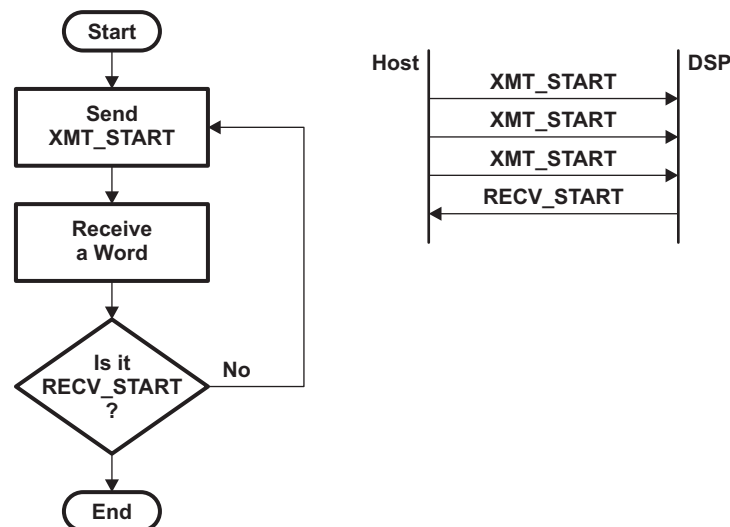 Start
Send
XMT_START
Receive
a Word
Is it
RECV_START
?
No
End
Host
DSP
XMT_START
XMT_START
XMT_START
RECV_START